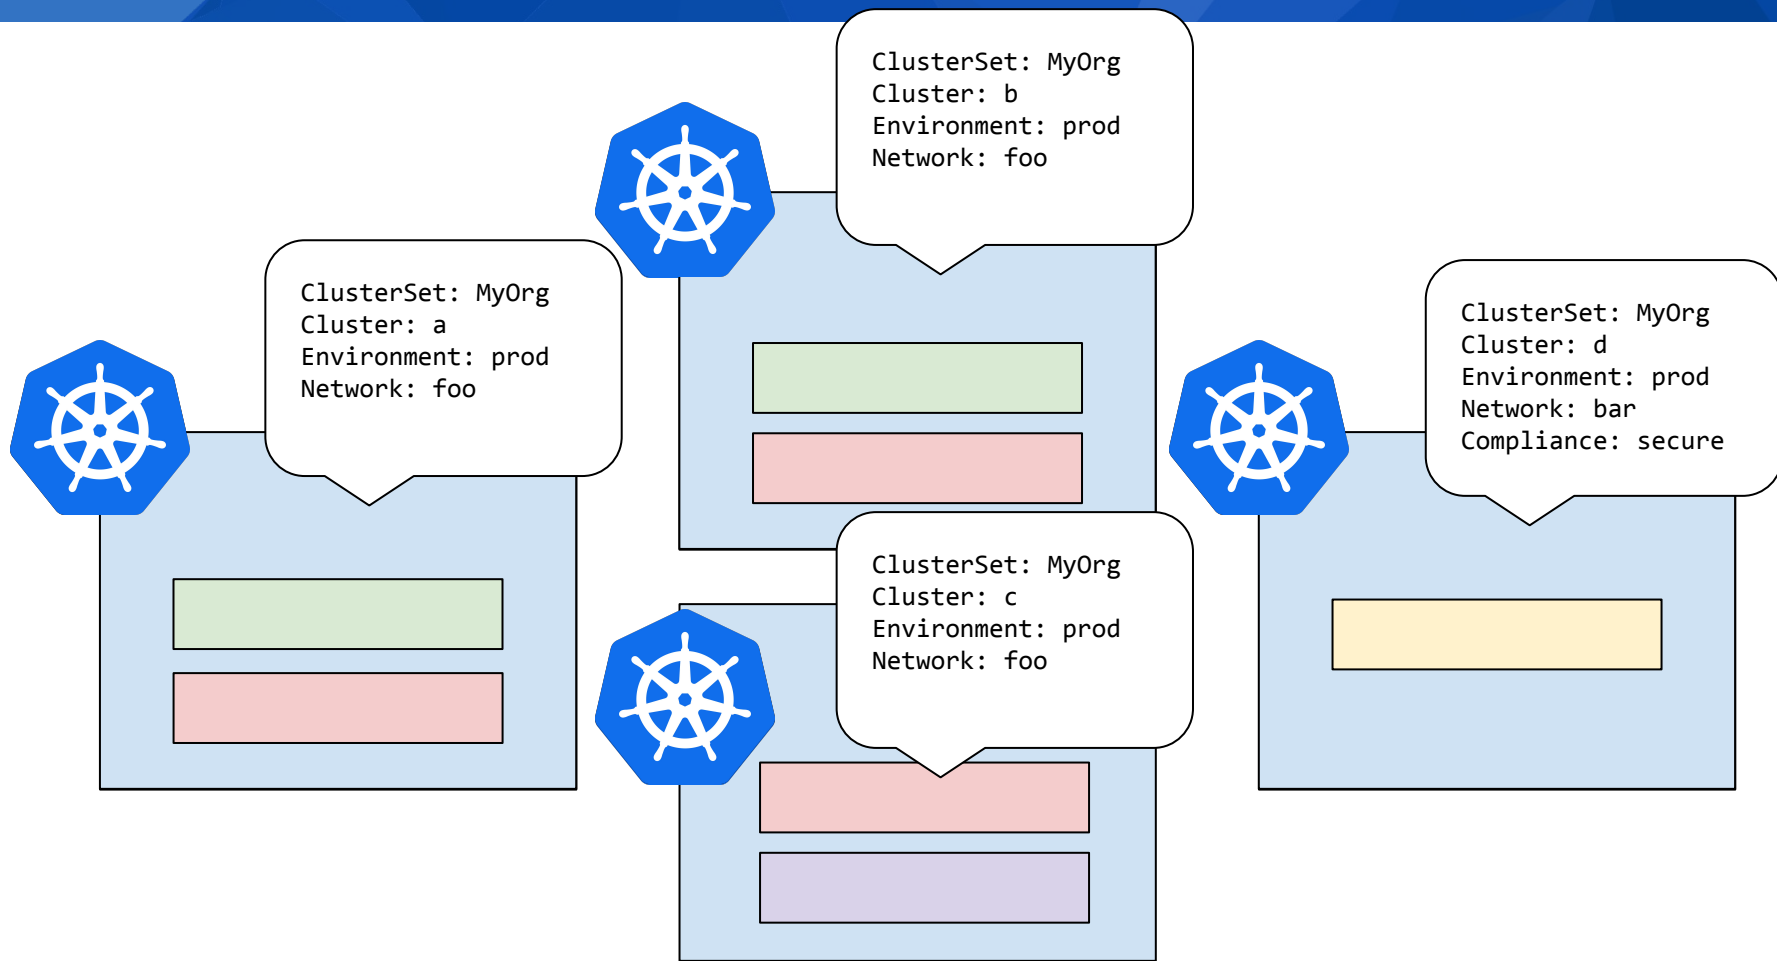 ClusterSet: MyOrg
Cluster: a
Environment: prod
Network: foo
ClusterSet: MyOrg
Cluster: b
Environment: prod
Network: foo
ClusterSet: MyOrg
Cluster: c
Environment: prod
Network: foo
ClusterSet: MyOrg
Cluster: d
Environment: prod
Network: bar
Compliance: secure